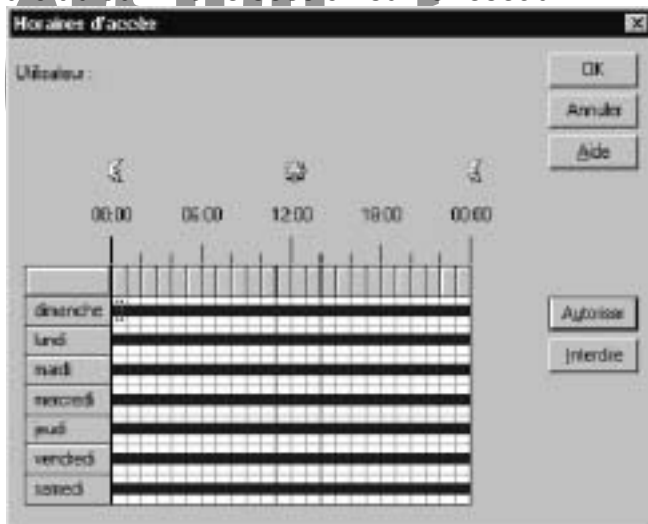 Horaires d'accès
Utilisateur :
OK
Annuler
Aide
00:00 06:00 12:00 18:00 00:00
dimanche
lundi
mardi
mercredi
jeudi
vendredi
samedi
Autoriser
Interdire